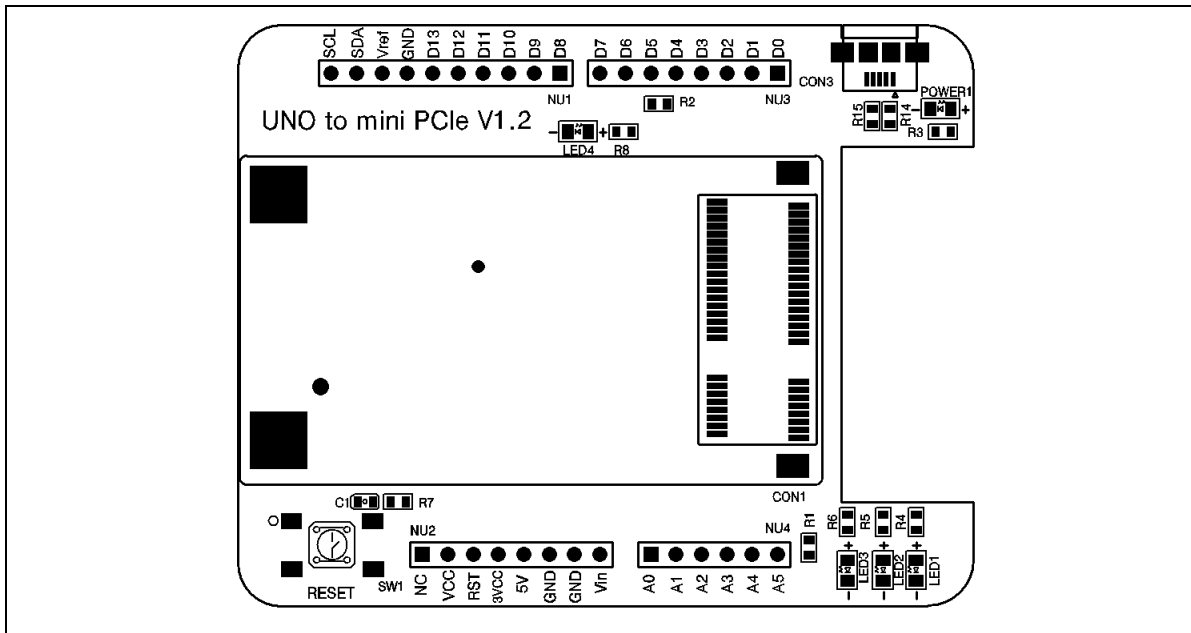 SCL SDA Vref GND D13 D12 D11 D10 D9 D8 D7 D6 D5 D4 D3 D2 D1 D0
NU1 R2 NU3 CON3 POWER1
- +
R15 R14 R3
UNO to mini PCIe V1.2
- +
LED4 R8
CON1
C1 R7
NU2 NU4 R1 R6 R5 R4
+ + +
LED3 LED2 LED1
- - -
RESET SW1
NC VCC RST 3VCC 5V GND GND Vin A0 A1 A2 A3 A4 A5